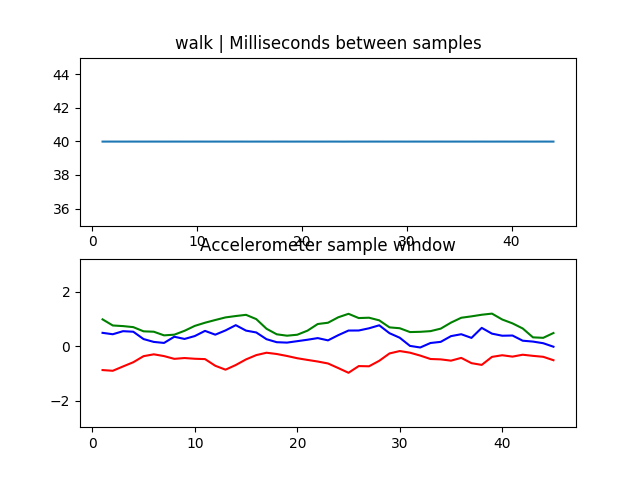 walk | Milliseconds between samples
44
42
40
38
36
0 10 20 30 40
Accelerometer sample window
2
0
−2
0 10 20 30 40